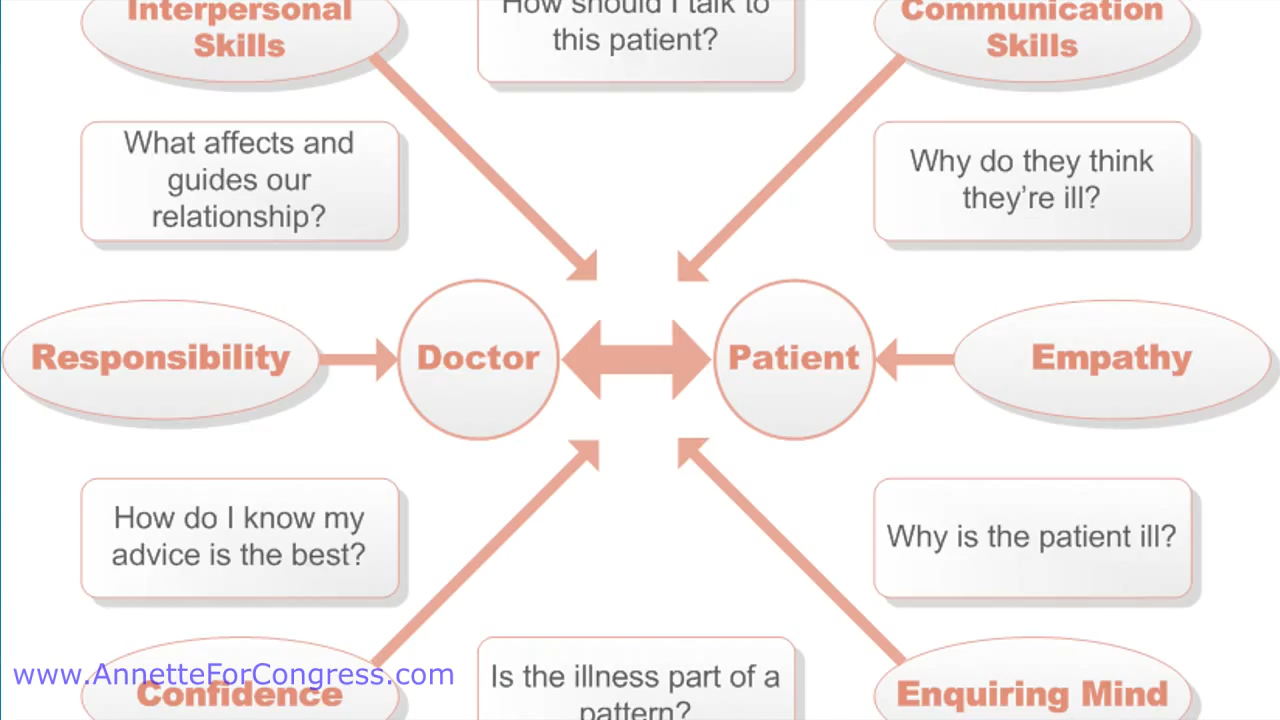 Interpersonal
Skills
How should I talk to
this patient?
Communication
Skills
What affects and
guides our
relationship?
Why do they think
they’re ill?
Responsibility
Doctor
Patient
Empathy
How do I know my
advice is the best?
Why is the patient ill?
www.AnnetteForCongress.com
Confidence
Is the illness part of a
pattern?
Enquiring Mind